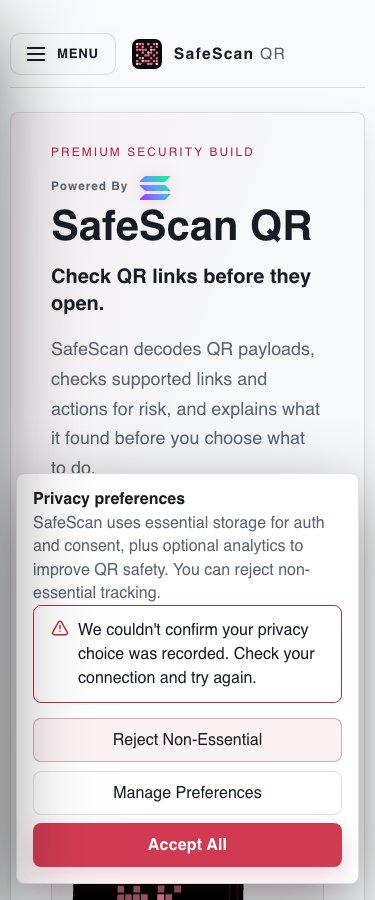 MENU
SafeScan QR
PREMIUM SECURITY BUILD
Powered By
SafeScan QR
Check QR links before they
open.
SafeScan decodes QR payloads,
checks supported links and
actions for risk, and explains what
it found before you choose what
to do.
Privacy preferences
SafeScan uses essential storage for auth
and consent, plus optional analytics to
improve QR safety. You can reject non-
essential tracking.
We couldn't confirm your privacy
choice was recorded. Check your
connection and try again.
Reject Non-Essential
Manage Preferences
Accept All